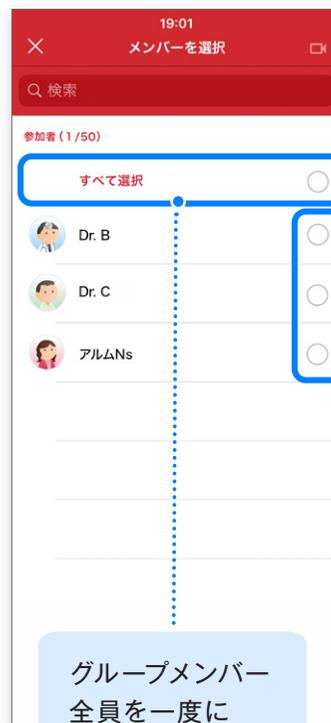 19:01
メンバーを選択
検索
参加者（1/50）
すべて選択
Dr. B
Dr. C
アルムNs
グループメンバー
全員を一度に